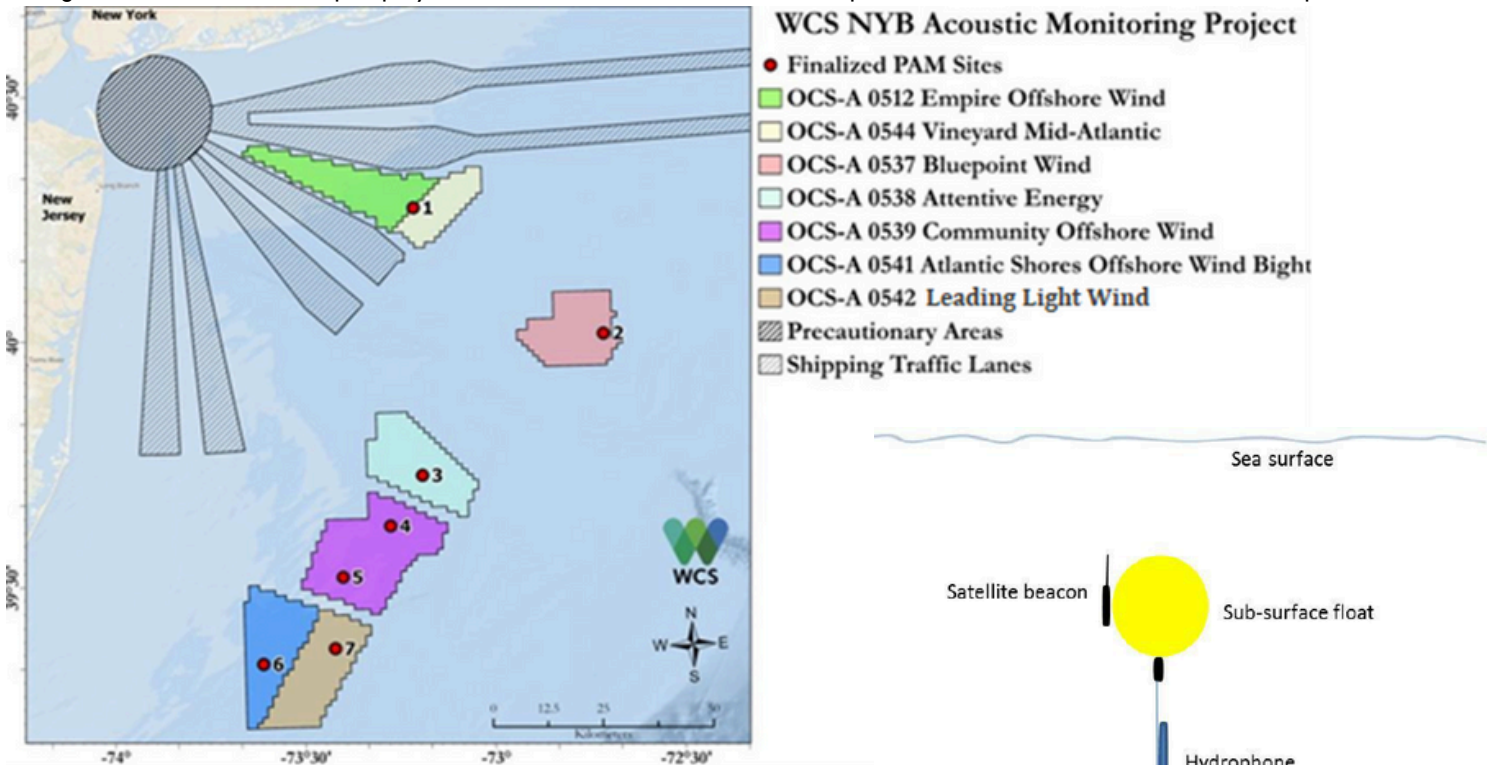 New York
New
Jersey
Long Branch
40°30'
40°
39°30'
1
2
3
4
5
6
7
WCS
N
W E
S
0 12.5 25 50
Kilometers
-74° -73°30' -73° -72°30'
WCS NYB Acoustic Monitoring Project
Finalized PAM Sites
OCS-A 0512 Empire Offshore Wind
OCS-A 0544 Vineyard Mid-Atlantic
OCS-A 0537 Bluepoint Wind
OCS-A 0538 Attentive Energy
OCS-A 0539 Community Offshore Wind
OCS-A 0541 Atlantic Shores Offshore Wind Bight
OCS-A 0542 Leading Light Wind
Precautionary Areas
Shipping Traffic Lanes
Sea surface
Satellite beacon
Sub-surface float
Hydrophone